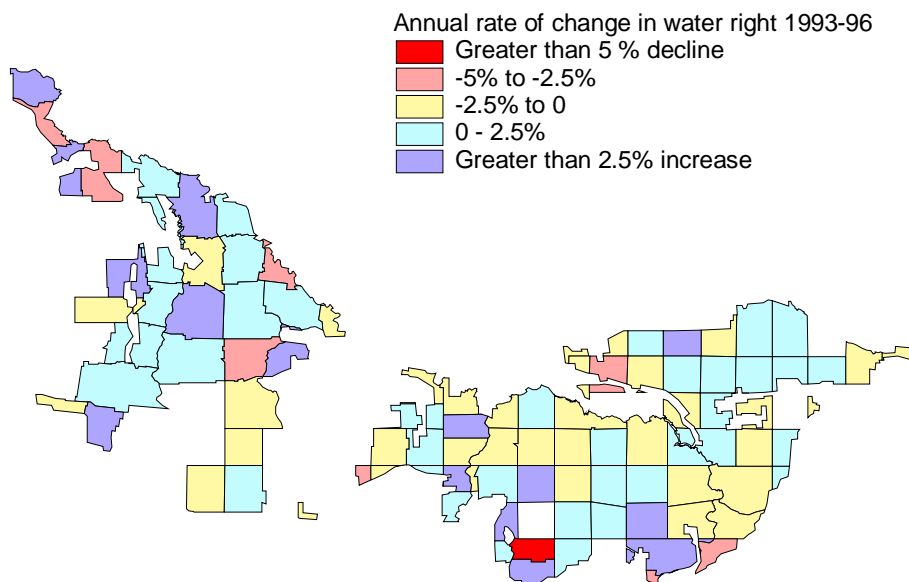 Annual rate of change in water right 1993-96
Greater than 5 % decline
-5% to -2.5%
-2.5% to 0
0 - 2.5%
Greater than 2.5% increase